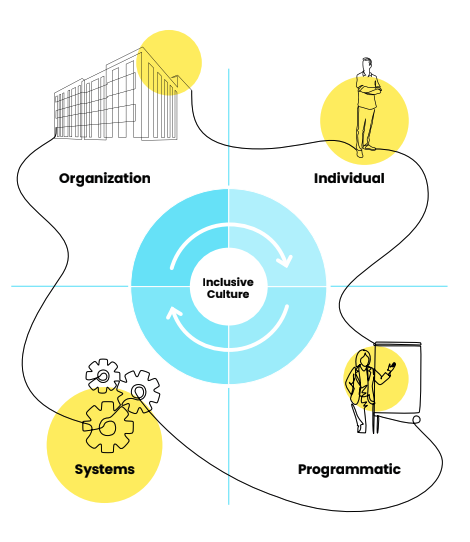 Organization
Individual
Inclusive
Culture
Systems
Programmatic